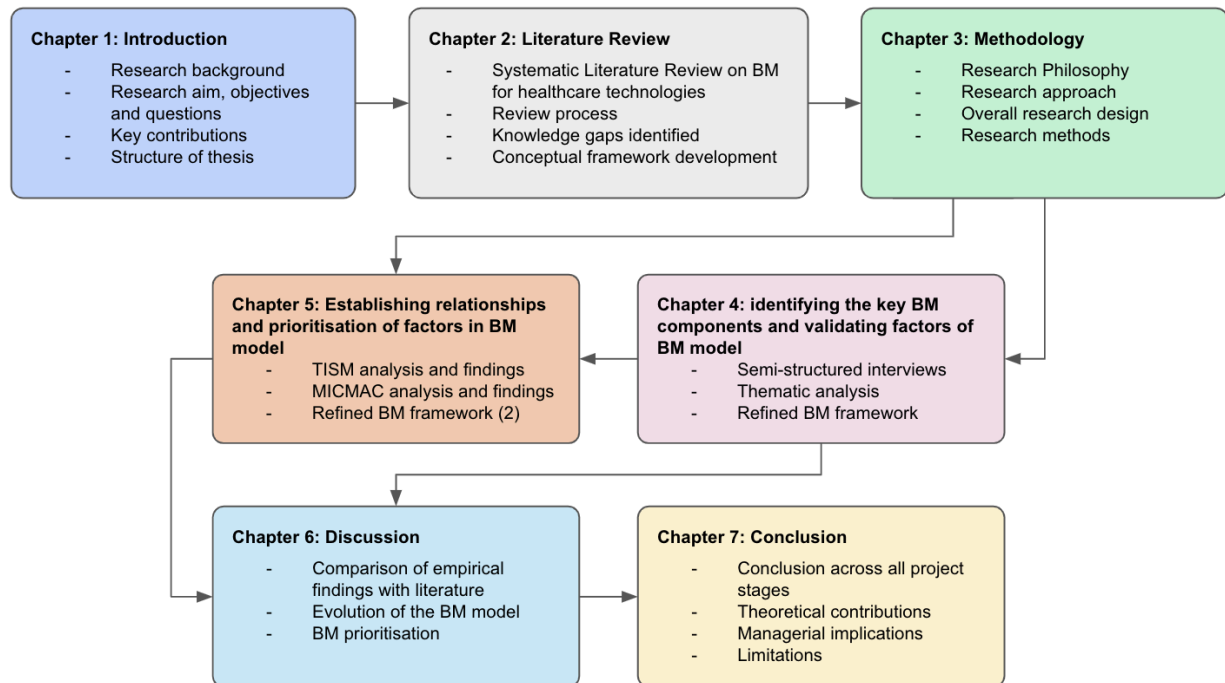 Chapter 1: Introduction
- Research background
- Research aim, objectives
and questions
- Key contributions
- Structure of thesis
Chapter 2: Literature Review
- Systematic Literature Review on BM
for healthcare technologies
- Review process
- Knowledge gaps identified
- Conceptual framework development
Chapter 3: Methodology
- Research Philosophy
- Research approach
- Overall research design
- Research methods
Chapter 5: Establishing relationships
and prioritisation of factors in BM
model
- TISM analysis and findings
- MICMAC analysis and findings
- Refined BM framework (2)
Chapter 4: identifying the key BM
components and validating factors of
BM model
- Semi-structured interviews
- Thematic analysis
- Refined BM framework
Chapter 6: Discussion
- Comparison of empirical
findings with literature
- Evolution of the BM model
- BM prioritisation
Chapter 7: Conclusion
- Conclusion across all project
stages
- Theoretical contributions
- Managerial implications
- Limitations